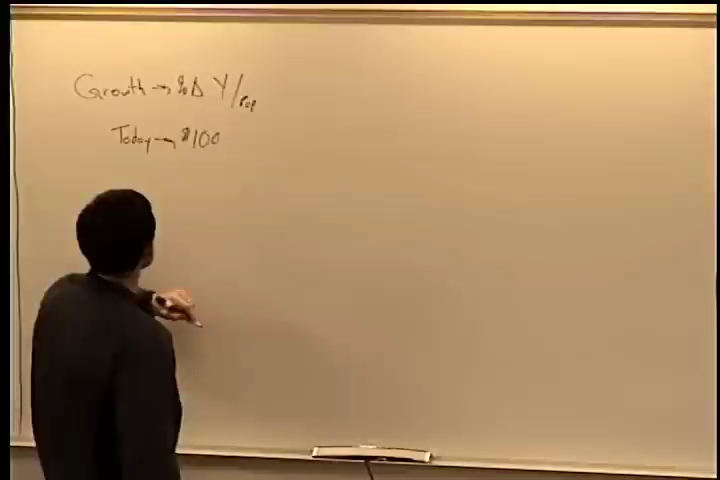 Growth → %Δ Y/Pop
Today → $100